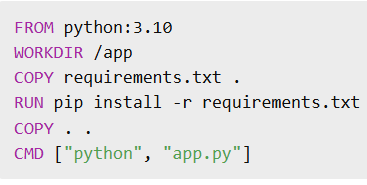 FROM python:3.10
WORKDIR /app
COPY requirements.txt .
RUN pip install -r requirements.txt
COPY . .
CMD ["python", "app.py"]